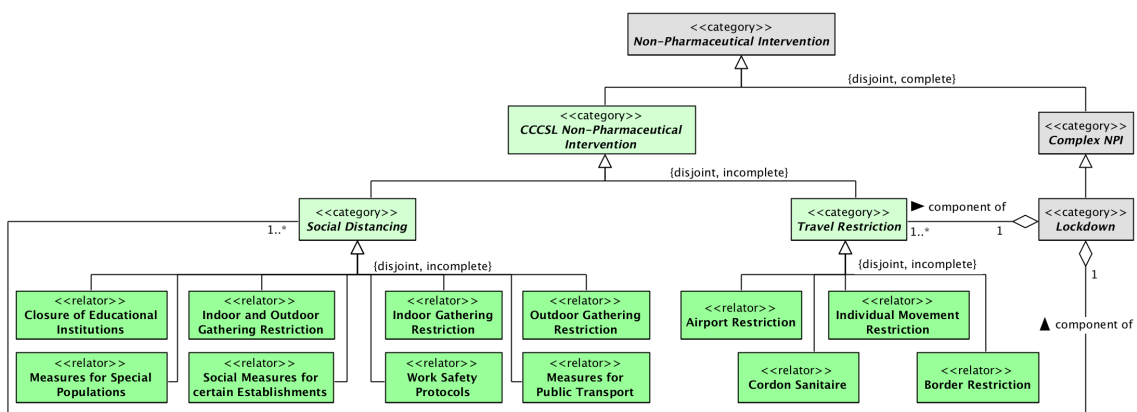 <<category>>
Non-Pharmaceutical Intervention
{disjoint, complete}
<<category>>
CCCSL Non-Pharmaceutical
Intervention
<<category>>
Complex NPI
{disjoint, incomplete}
<<category>>
Social Distancing
1..*
<<category>>
Travel Restriction
1..*
► component of
1
<<category>>
Lockdown
1
{disjoint, incomplete}
{disjoint, incomplete}
<<relator>>
Closure of Educational
Institutions
<<relator>>
Indoor and Outdoor
Gathering Restriction
<<relator>>
Indoor Gathering
Restriction
<<relator>>
Outdoor Gathering
Restriction
<<relator>>
Airport Restriction
<<relator>>
Individual Movement
Restriction
▲ component of
<<relator>>
Measures for Special
Populations
<<relator>>
Social Measures for
certain Establishments
<<relator>>
Work Safety
Protocols
<<relator>>
Measures for
Public Transport
<<relator>>
Cordon Sanitaire
<<relator>>
Border Restriction